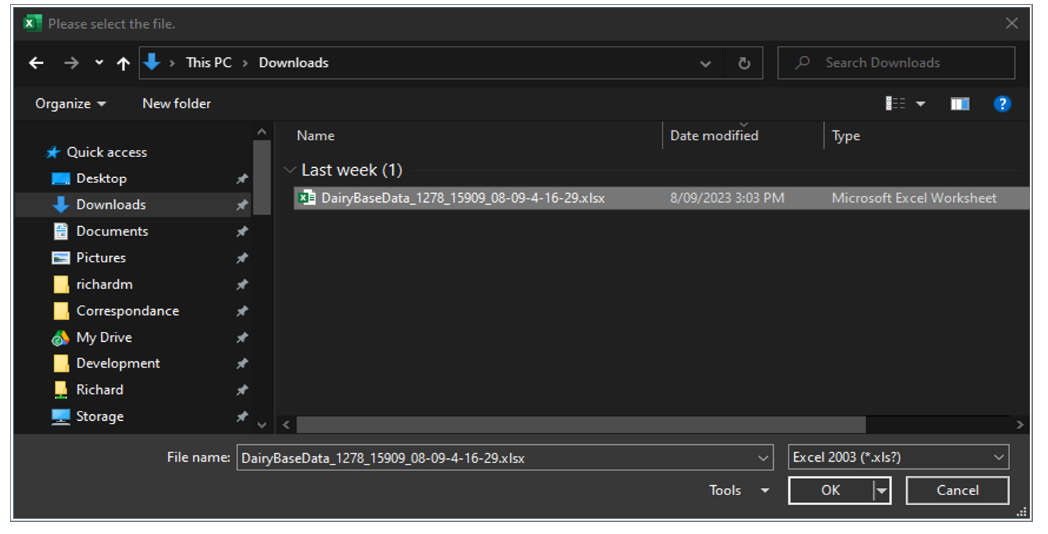 Please select the file.
This PC > Downloads
Search Downloads
Organize
New folder
?
Name
Date modified
Type
Quick access
Desktop
Downloads
Documents
Pictures
richardm
Correspondance
My Drive
Development
Richard
Storage
Last week (1)
DairyBaseData_1278_15909_08-09-4-16-29.xlsx 8/09/2023 3:03 PM Microsoft Excel Worksheet
File name: DairyBaseData_1278_15909_08-09-4-16-29.xlsx
Excel 2003 (*.xls?)
Tools
OK
Cancel